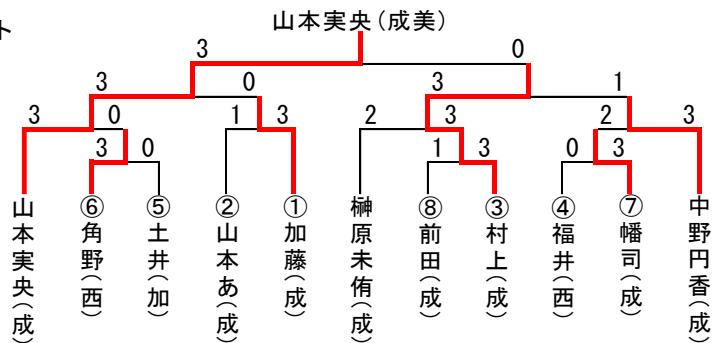 ト
山本実央(成美)
3 0
3 0 3 1
3 0 1 3 2 3 2 3
3 0 1 3 0 3
山本実央(成)
⑥角野(西)
⑤土井(加)
②山本あ(成)
①加藤(成)
榊原未侑(成)
⑧前田(成)
③村上(成)
④福井(西)
⑦幡司(成)
中野円香(成)